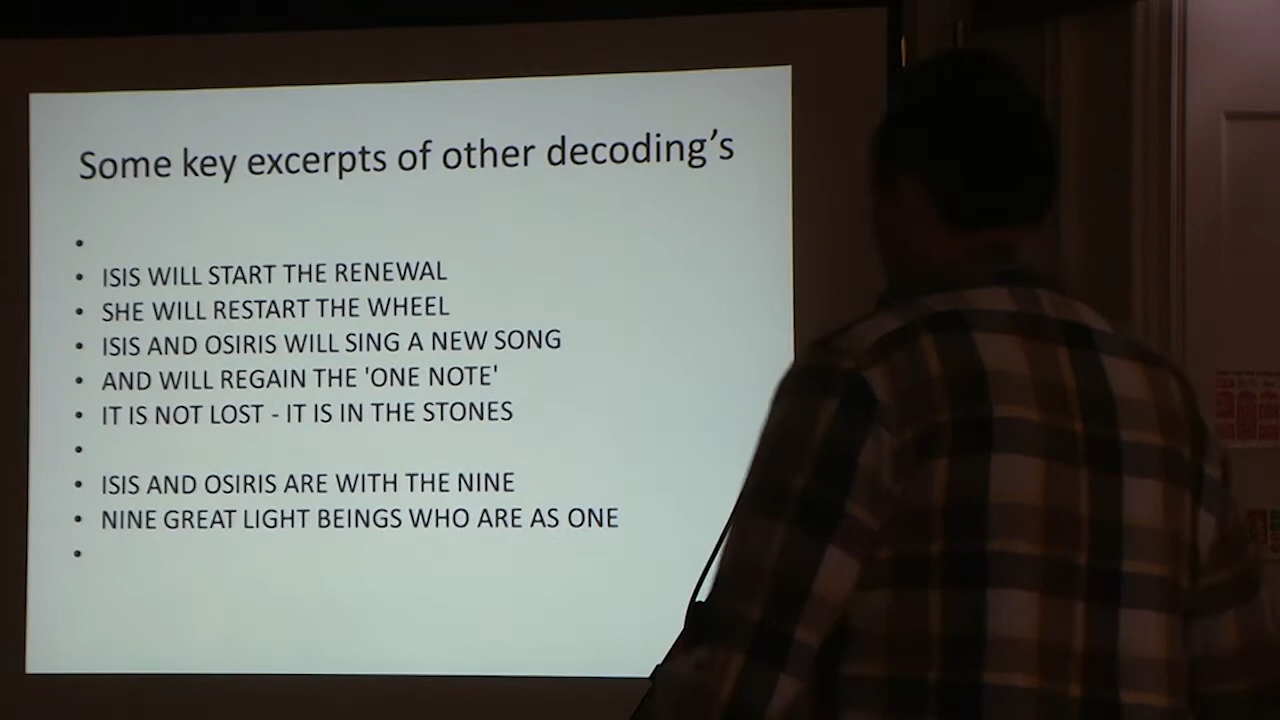 Some key excerpts of other decoding's
•
• ISIS WILL START THE RENEWAL
• SHE WILL RESTART THE WHEEL
• ISIS AND OSIRIS WILL SING A NEW SONG
• AND WILL REGAIN THE 'ONE NOTE'
• IT IS NOT LOST - IT IS IN THE STONES
•
• ISIS AND OSIRIS ARE WITH THE NINE
• NINE GREAT LIGHT BEINGS WHO ARE AS ONE
•